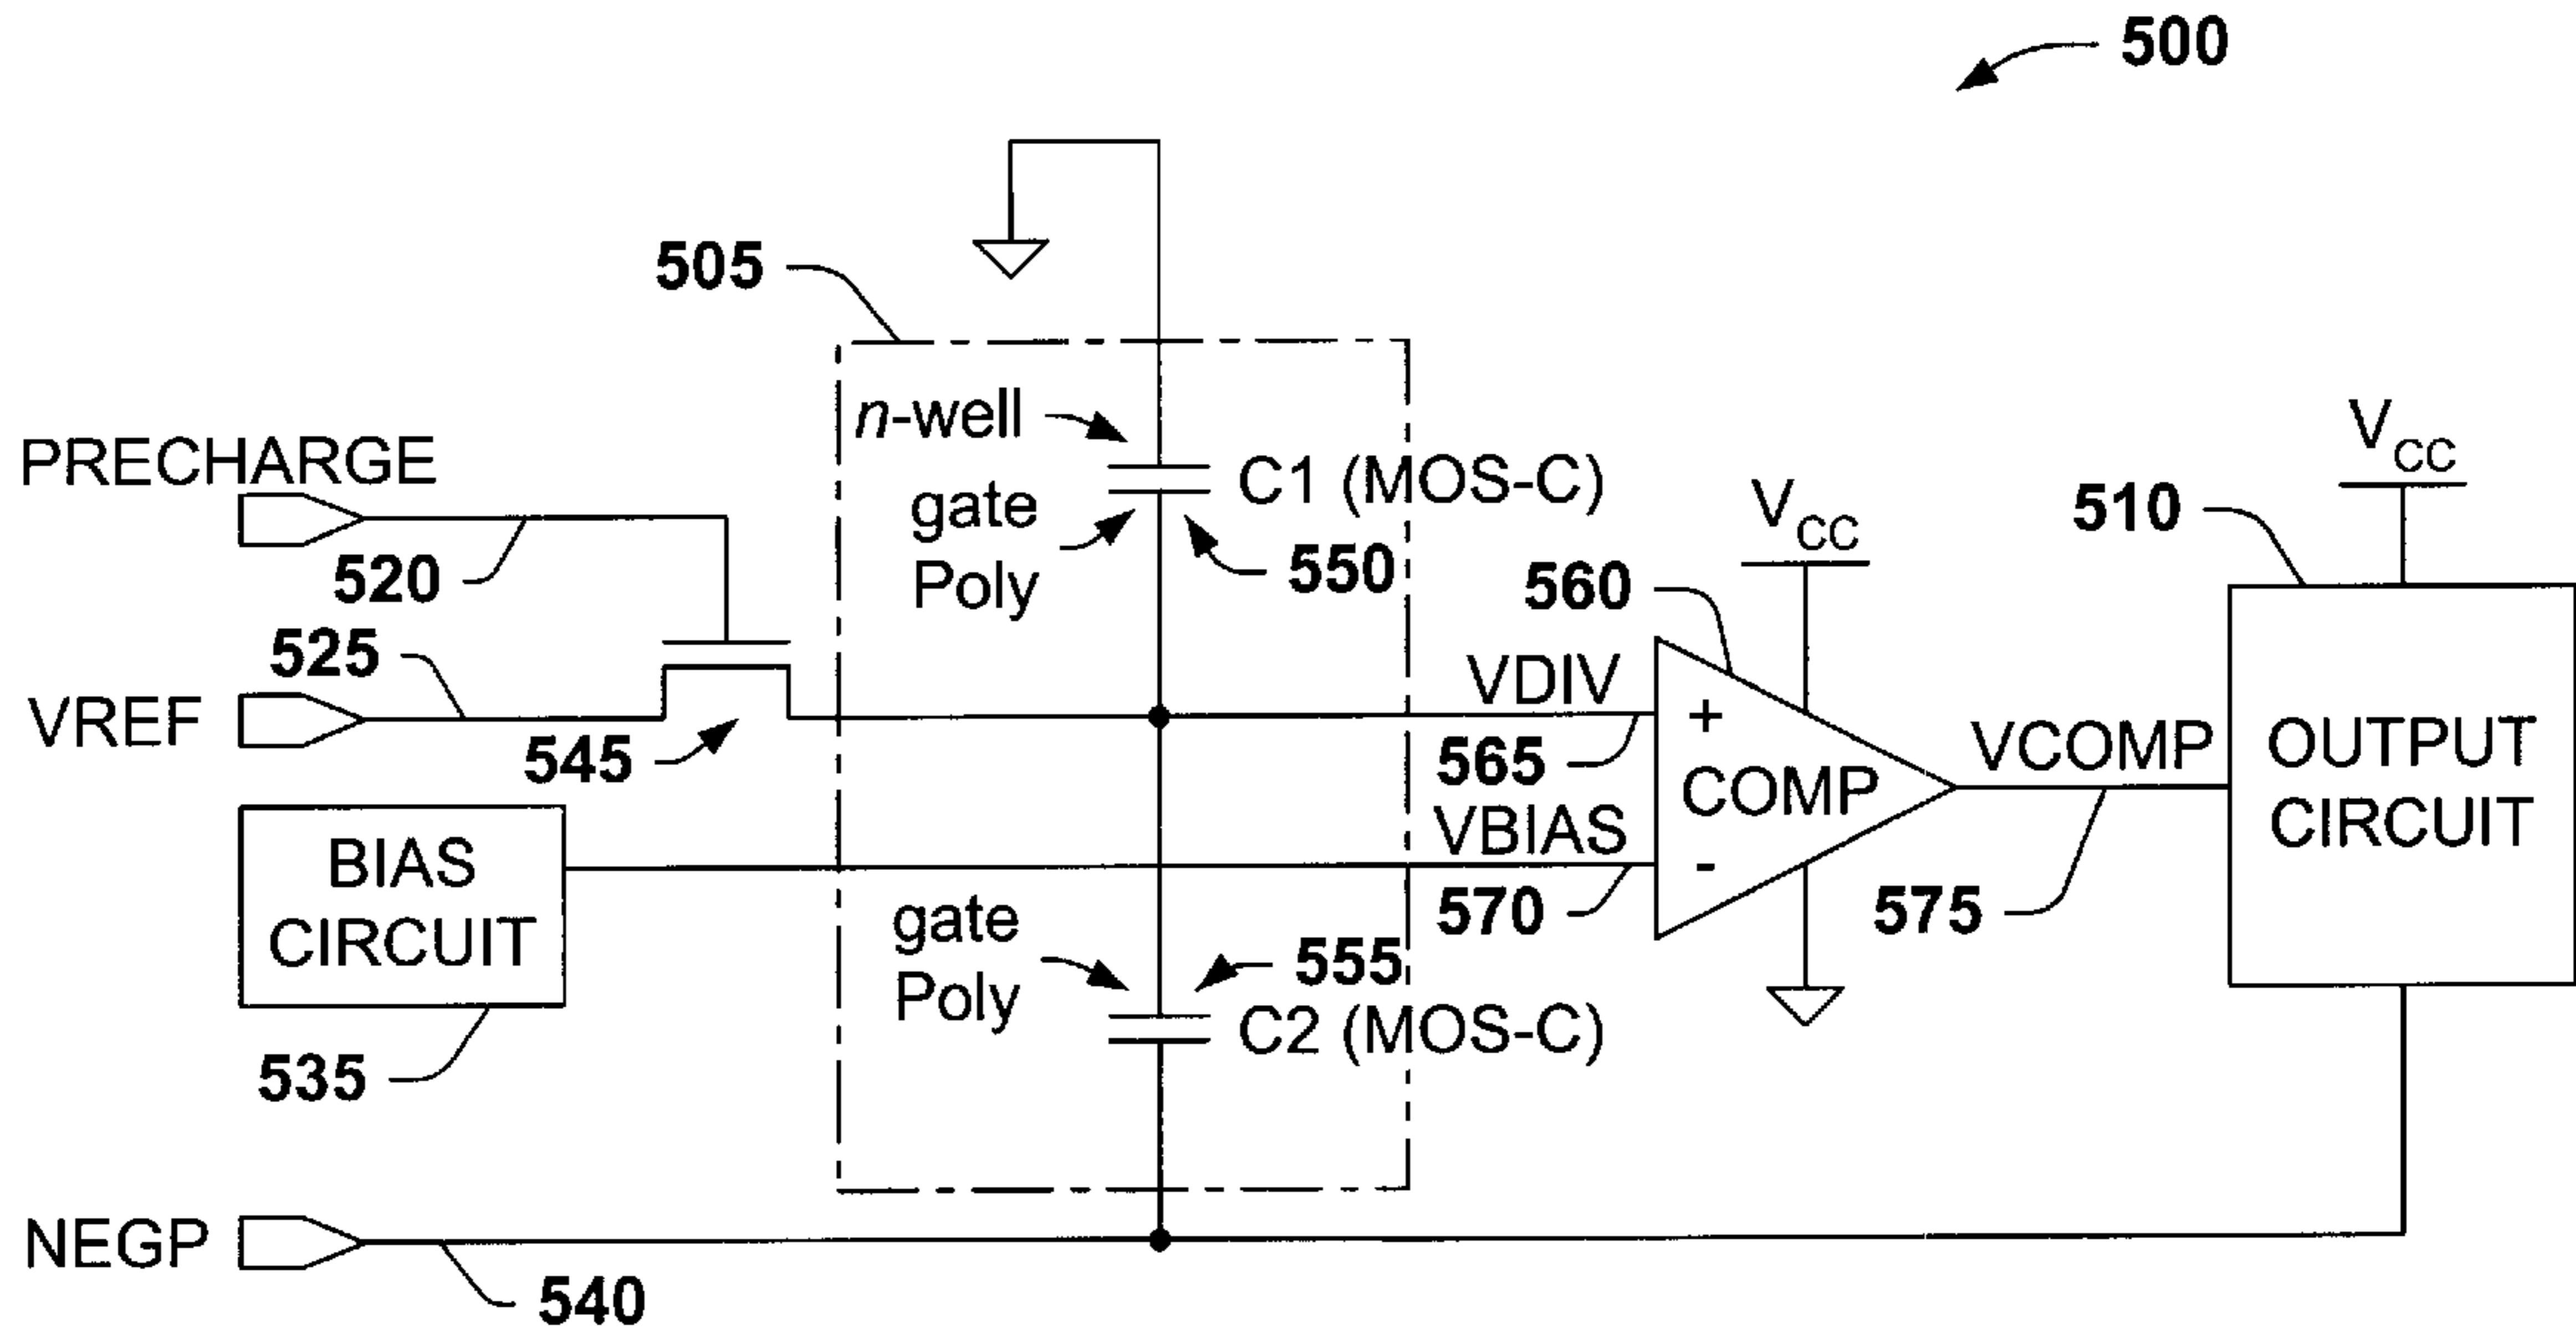 500
505
n-well
PRECHARGE
gate
Poly
C1 (MOS-C)
550
VCC
VCC
510
520
560
525
VREF
545
VDIV
565
+
COMP
-
VCOMP
OUTPUT
CIRCUIT
BIAS
CIRCUIT
VBIAS
570
575
gate
Poly
555
C2 (MOS-C)
535
NEGP
540